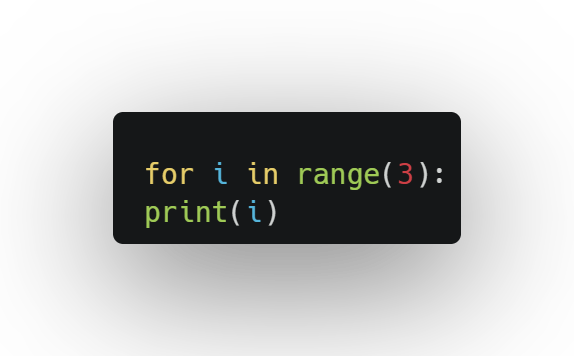 for i in range(3):
print(i)